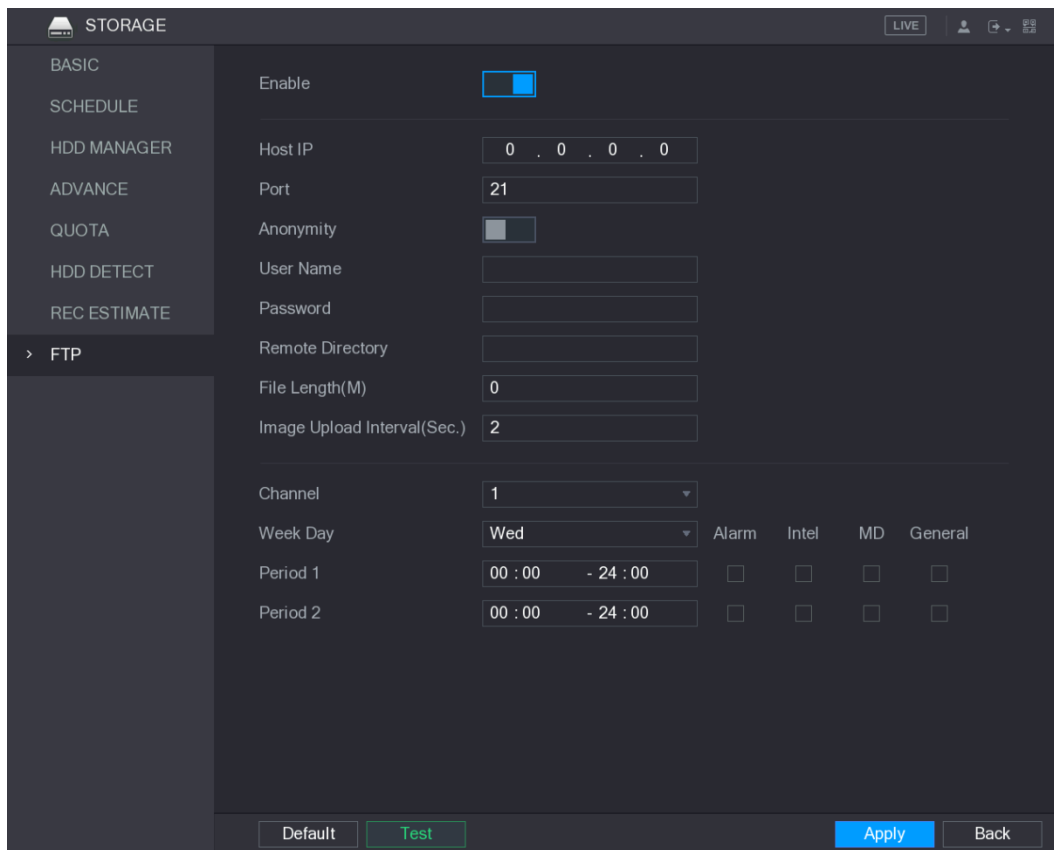 STORAGE LIVE
BASIC
SCHEDULE
HDD MANAGER
ADVANCE
QUOTA
HDD DETECT
REC ESTIMATE
> FTP
Enable
Host IP 0 . 0 . 0 . 0
Port 21
Anonymity
User Name
Password
Remote Directory
File Length(M) 0
Image Upload Interval(Sec.) 2
Channel 1
Week Day Wed Alarm Intel MD General
Period 1 00 : 00 - 24 : 00
Period 2 00 : 00 - 24 : 00
Default Test Apply Back